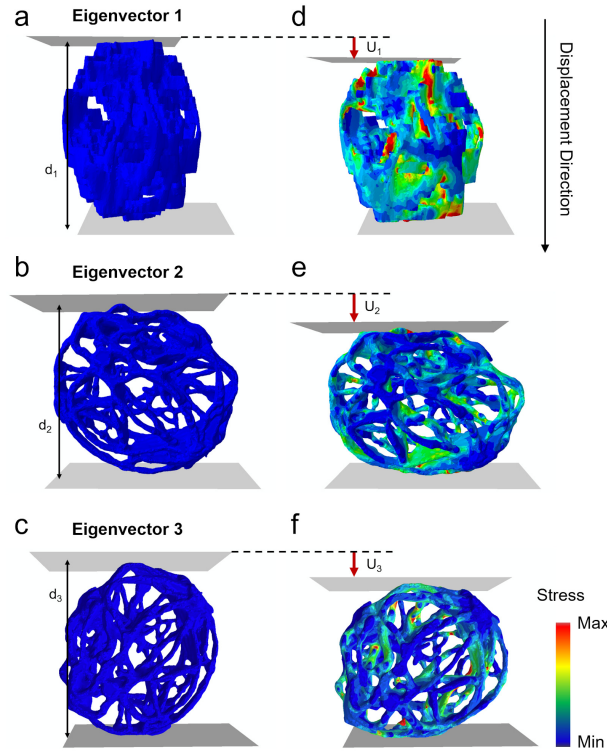 a Eigenvector 1 d
U1
d1
Displacement Direction
b Eigenvector 2 e
U2
d2
c Eigenvector 3 f
U3
d3
Stress
Max
Min